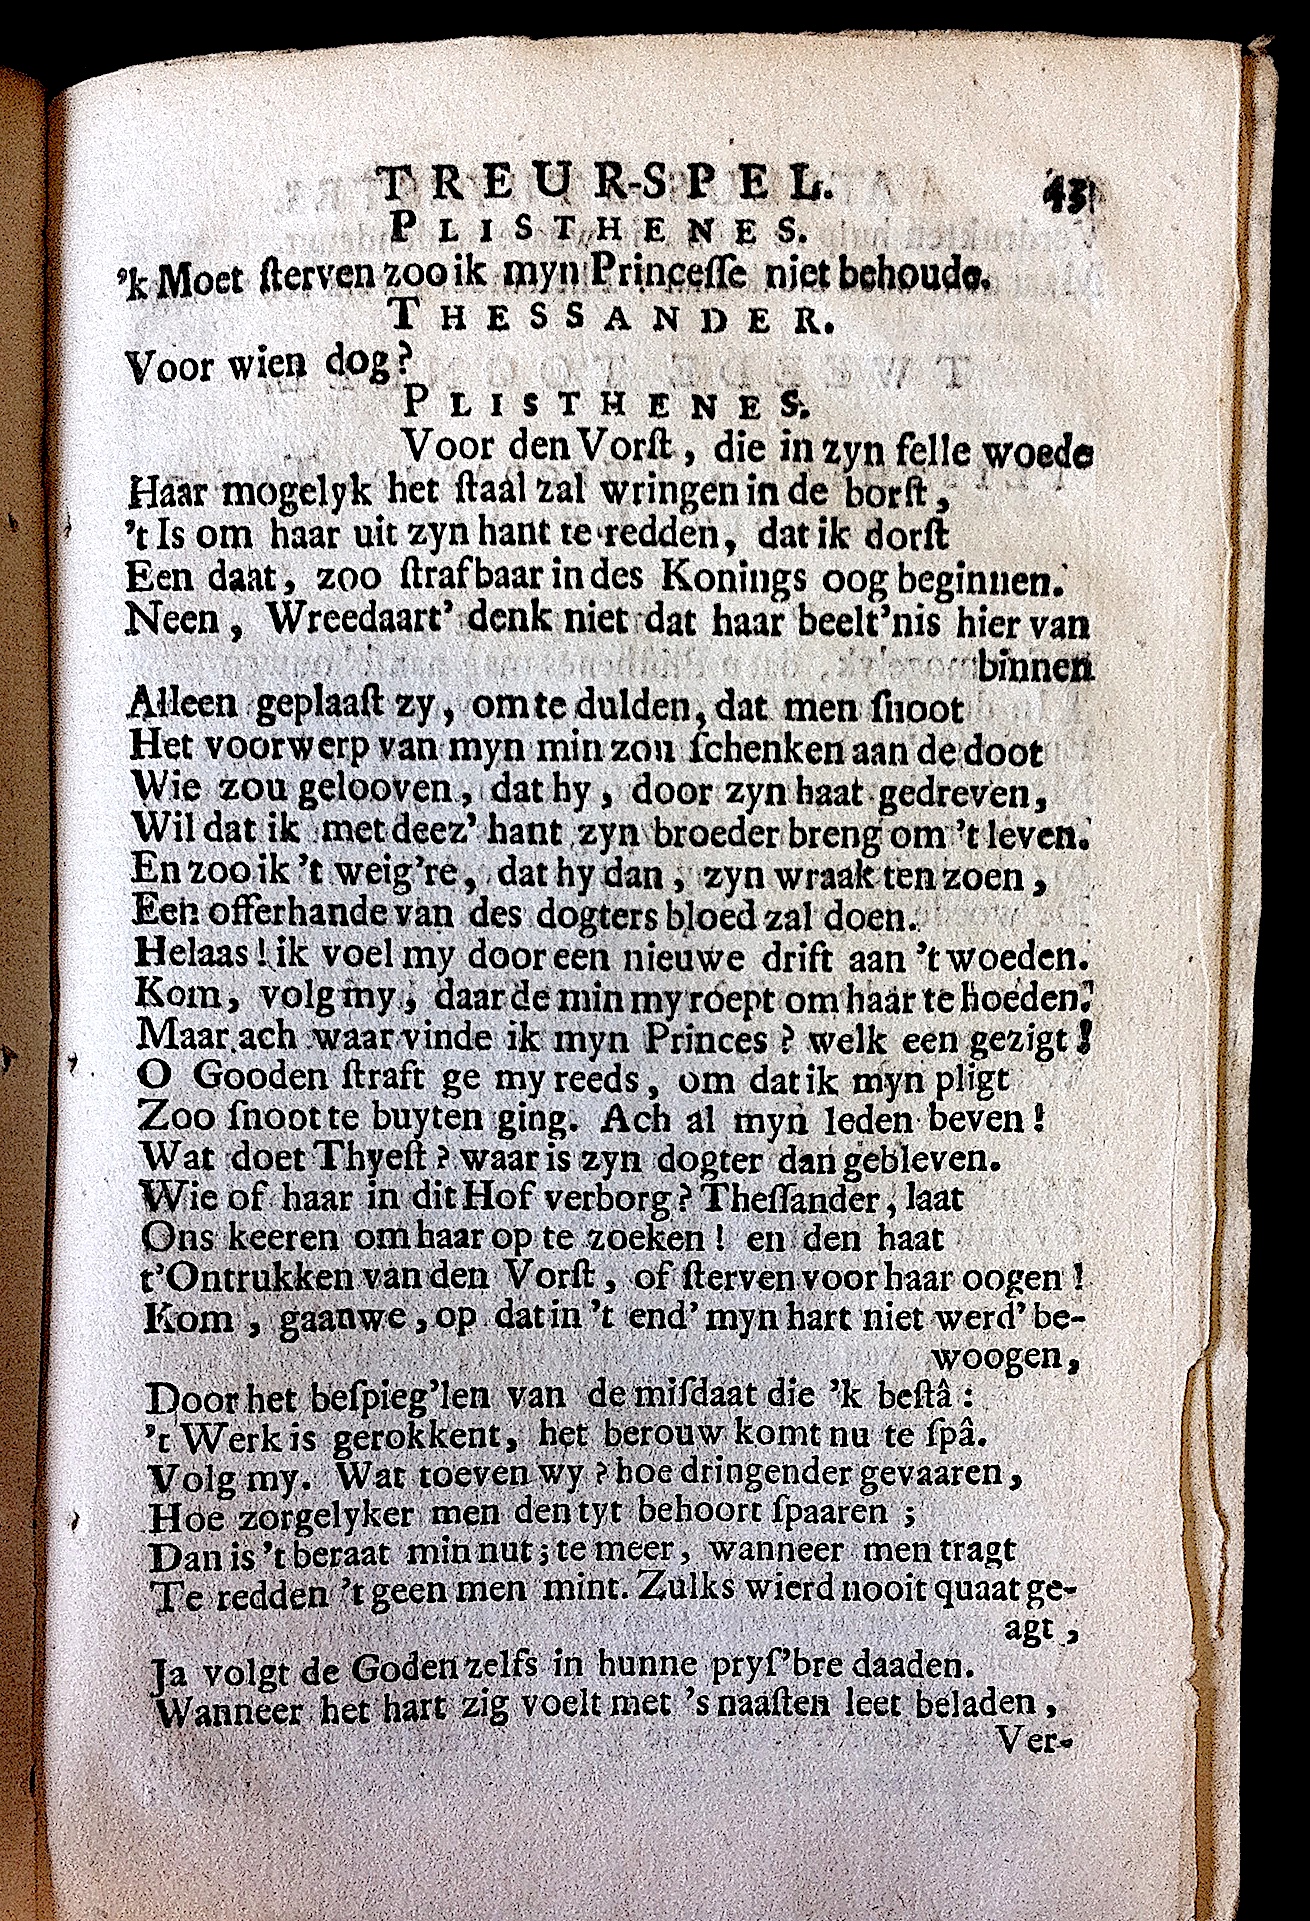 TREUR-SPEL. 43
PLISTHENES.
'k Moet ſterven zoo ik myn Princeſſe niet behoude.
THESSANDER.
Voor wien dog?
PLISTHENES.
Voor den Vorſt, die in zyn felle woede
Haar mogelyk het ſtaal zal wringen in de borſt,
't Is om haar uit zyn hant te redden, dat ik dorſt
Een daat, zoo ſtrafbaar in des Konings oog beginnen.
Neen, Wreedaart' denk niet dat haar beelt'nis hier van
binnen
Alleen geplaaſt zy, om te dulden, dat men ſnoot
Het voorwerp van myn min zou ſchenken aan de doot
Wie zou gelooven, dat hy, door zyn haat gedreven,
Wil dat ik met deez' hant zyn broeder breng om 't leven.
En zoo ik 't weig're, dat hy dan, zyn wraak ten zoen,
Een offerhande van des dogters bloed zal doen.
Helaas! ik voel my door een nieuwe drift aan 't woeden.
Kom, volg my, daar de min my roept om haar te hoeden.
Maar ach waar vinde ik myn Princes? welk een gezigt!
O Gooden ſtraft ge my reeds, om dat ik myn pligt
Zoo ſnoot te buyten ging. Ach al myn leden beven!
Wat doet Thyeſt? waar is zyn dogter dan gebleven.
Wie of haar in dit Hof verborg? Theſſander, laat
Ons keeren om haar op te zoeken! en den haat
t'Ontrukken van den Vorſt, of ſterven voor haar oogen!
Kom, gaanwe, op dat in 't end' myn hart niet werd' be-
woogen,
Door het beſpieg'len van de miſdaat die 'k beſtâ:
't Werk is gerokkent, het berouw komt nu te ſpâ.
Volg my. Wat toeven wy? hoe dringender gevaaren,
Hoe zorgelyker men den tyt behoort ſpaaren;
Dan is 't beraat min nut; te meer, wanneer men tragt
Te redden 't geen men mint. Zulks wierd nooit quaat ge-
agt,
Ja volgt de Goden zelfs in hunne pryſ'bre daaden.
Wanneer het hart zig voelt met 's naaſten leet beladen,
Ver-